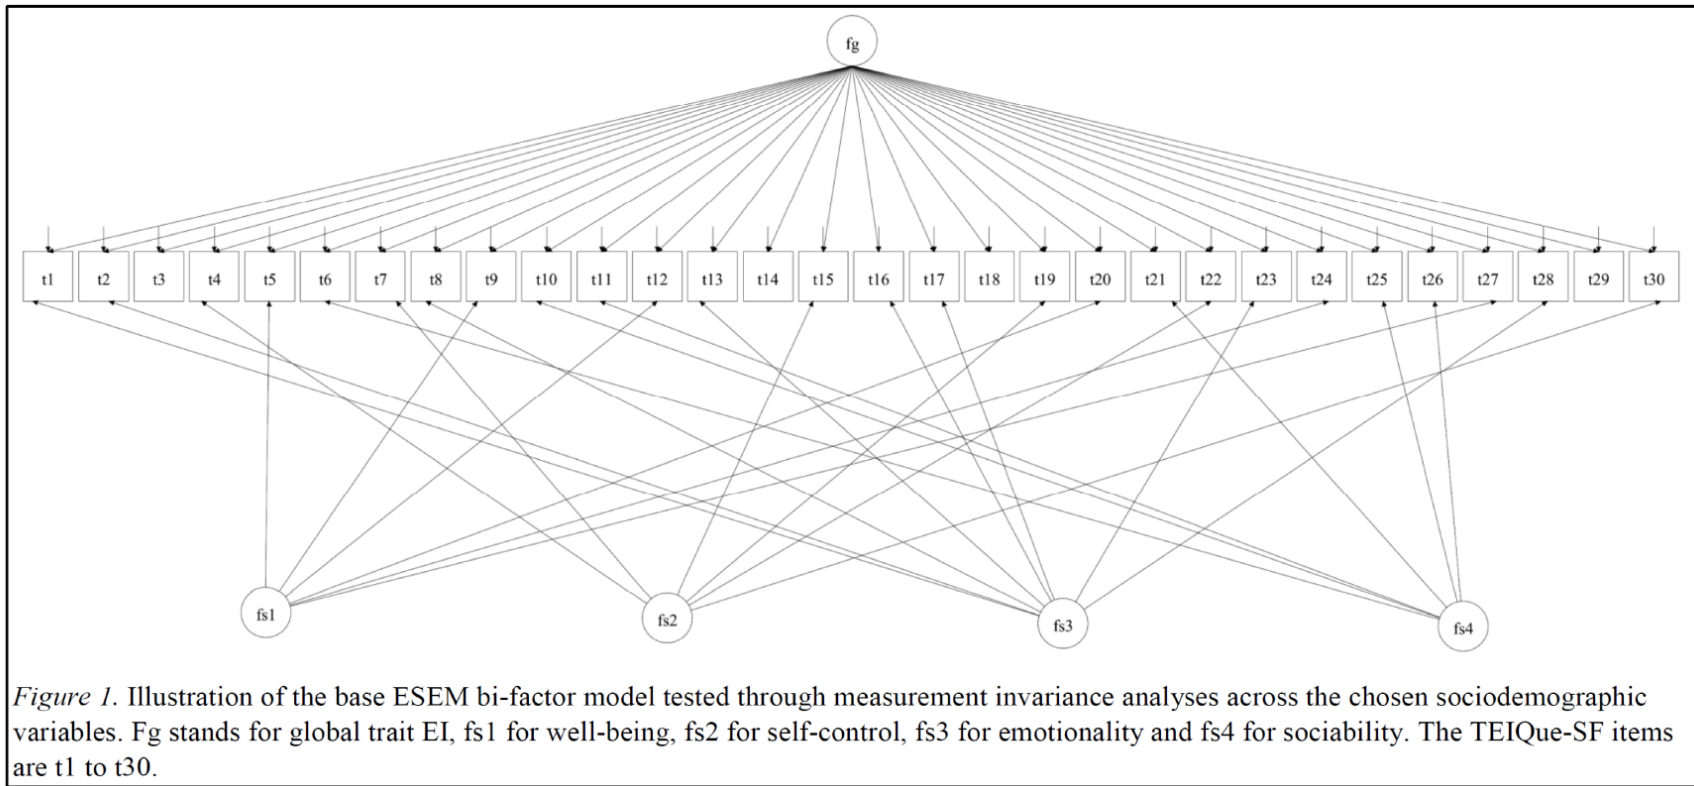 fg
t1 t2 t3 t4 t5 t6 t7 t8 t9 t10 t11 t12 t13 t14 t15 t16 t17 t18 t19 t20 t21 t22 t23 t24 t25 t26 t27 t28 t29 t30
fs1 fs2 fs3 fs4
Figure 1. Illustration of the base ESEM bi-factor model tested through measurement invariance analyses across the chosen sociodemographic
variables. Fg stands for global trait EI, fs1 for well-being, fs2 for self-control, fs3 for emotionality and fs4 for sociability. The TEIQue-SF items
are t1 to t30.